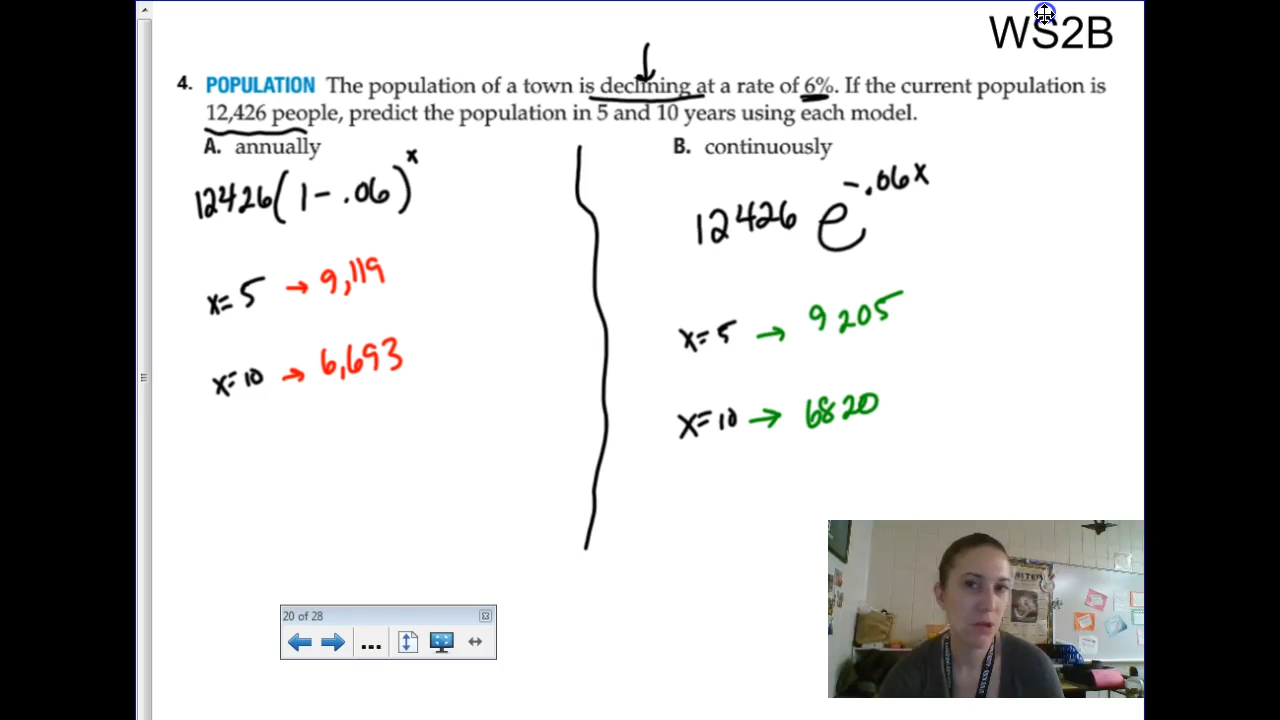 WS2B
4. POPULATION The population of a town is declining at a rate of 6%. If the current population is
12,426 people, predict the population in 5 and 10 years using each model.
A. annually
12426(1 - .06)^x
x=5 → 9,119
x=10 → 6,693
B. continuously
12426 e^-.06x
x=5 → 9205
x=10 → 6820
20 of 28
...